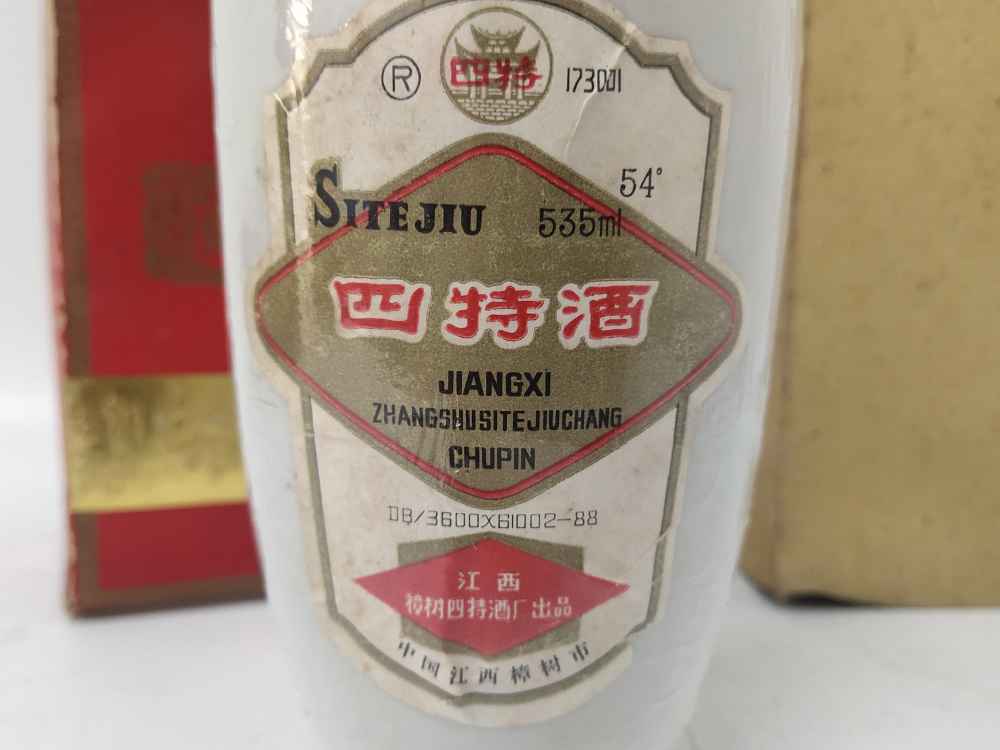 ®
四特
173001
54°
SITEJIU
535ml
四特酒
JIANGXI
ZHANGSHUSITEJIUCHANG
CHUPIN
DB/3600X61002-88
江西
樟树四特酒厂出品
中国江西樟树市